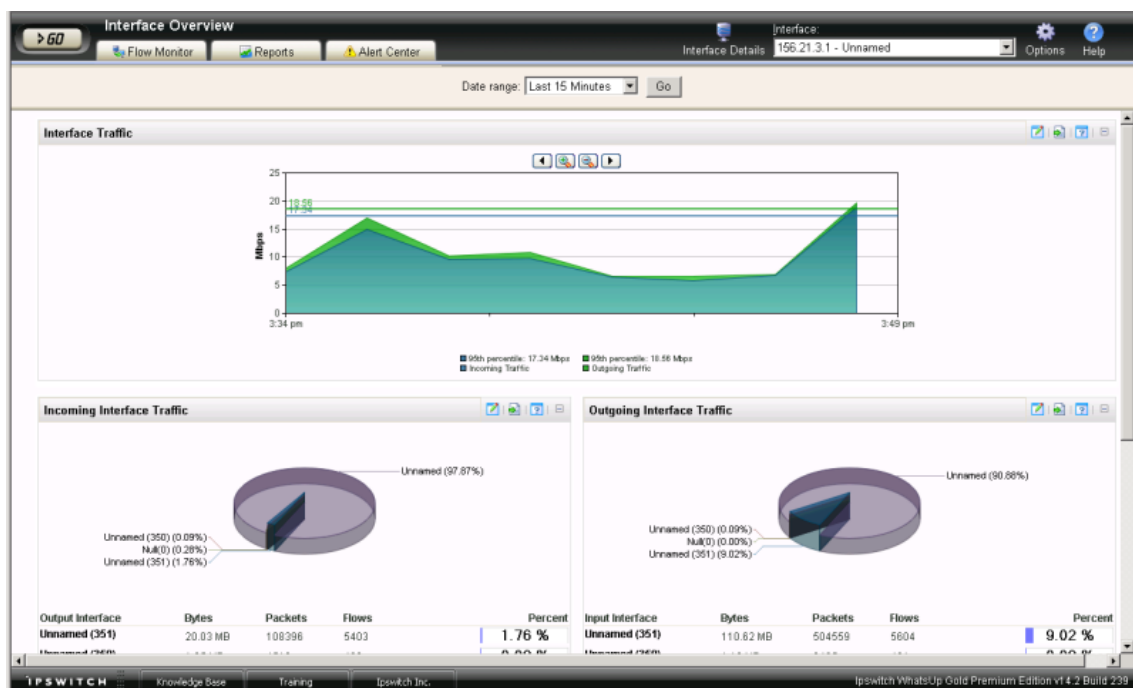 GO
Interface Overview
Flow Monitor
Reports
Alert Center
Interface Details
Interface:
156.21.3.1 - Unnamed
Options
Help
Date range: Last 15 Minutes Go
Interface Traffic
25
20
15
10
5
0
Mbps
18.56
17.34
3:34 pm
3:49 pm
95th percentile: 17.34 Mbps
95th percentile: 18.56 Mbps
Incoming Traffic
Outgoing Traffic
Incoming Interface Traffic
Unnamed (97.87%)
Unnamed (350) (0.09%)
Null(0) (0.28%)
Unnamed (351) (1.76%)
Output Interface Bytes Packets Flows Percent
Unnamed (351) 20.03 MB 108396 5403 1.76 %
Outgoing Interface Traffic
Unnamed (90.88%)
Unnamed (350) (0.09%)
Null(0) (0.00%)
Unnamed (351) (9.02%)
Input Interface Bytes Packets Flows Percent
Unnamed (351) 110.62 MB 504559 5604 9.02 %
IPSWITCH
Knowledge Base
Training
Ipswitch Inc.
Ipswitch WhatsUp Gold Premium Edition v14.2 Build 239